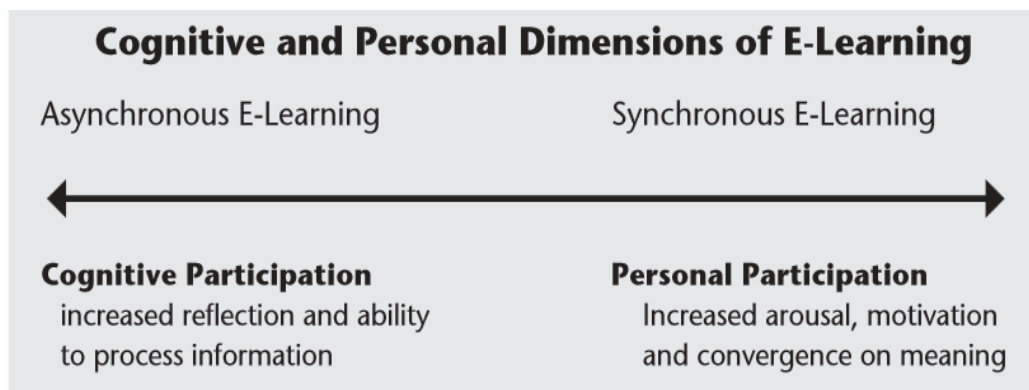 Cognitive and Personal Dimensions of E-Learning
Asynchronous E-Learning
Synchronous E-Learning
Cognitive Participation
increased reflection and ability
to process information
Personal Participation
Increased arousal, motivation
and convergence on meaning